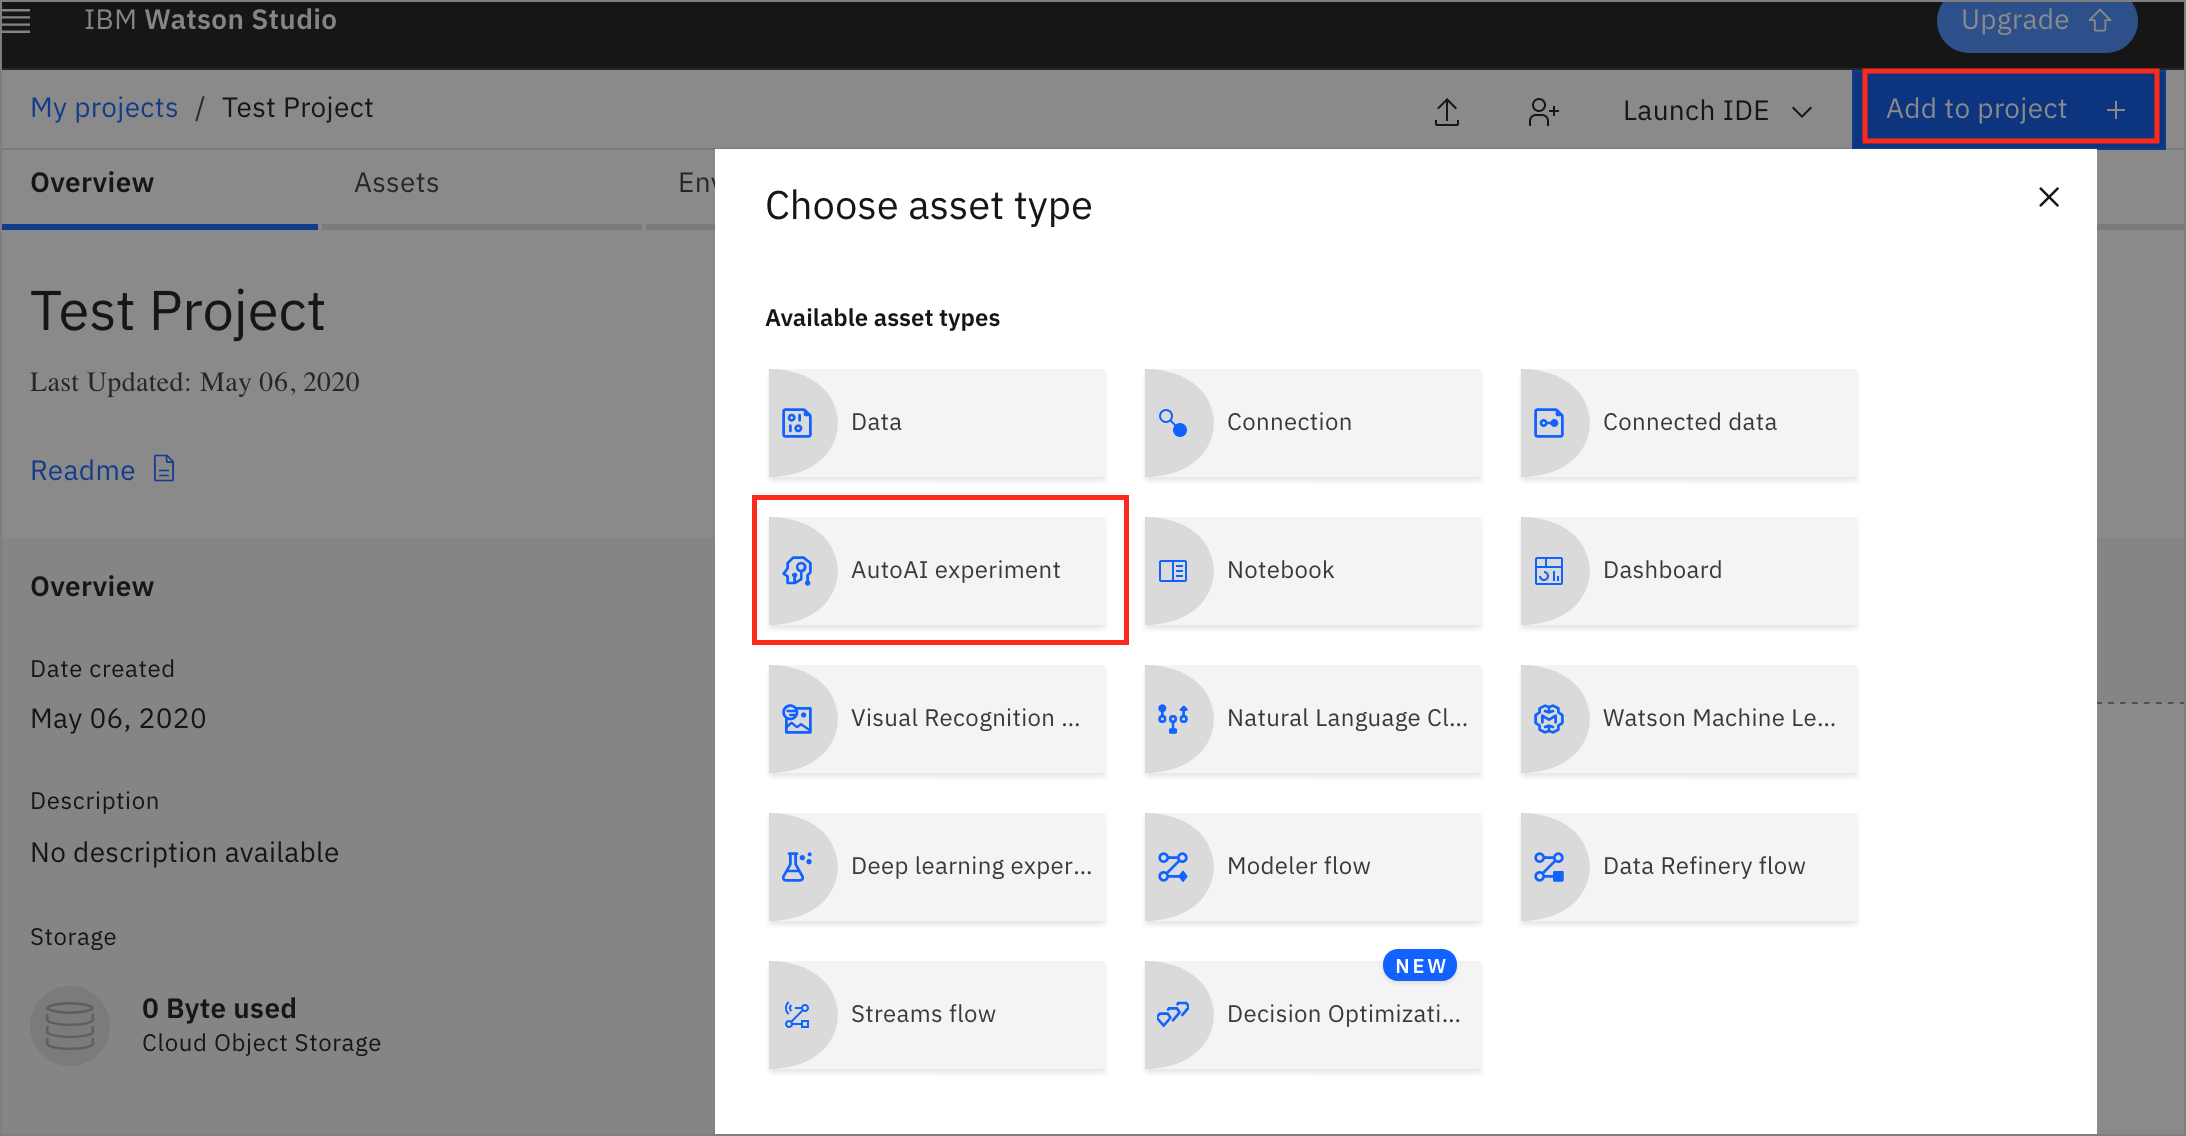 IBM Watson Studio
Upgrade
My projects / Test Project
Launch IDE
Add to project +
Overview
Assets
Choose asset type
Test Project
Last Updated: May 06, 2020
Readme
Available asset types
Data
Connection
Connected data
AutoAI experiment
Notebook
Dashboard
Visual Recognition ...
Natural Language Cl...
Watson Machine Le...
Deep learning exper...
Modeler flow
Data Refinery flow
Streams flow
NEW
Decision Optimizati...
Overview
Date created
May 06, 2020
Description
No description available
Storage
0 Byte used
Cloud Object Storage